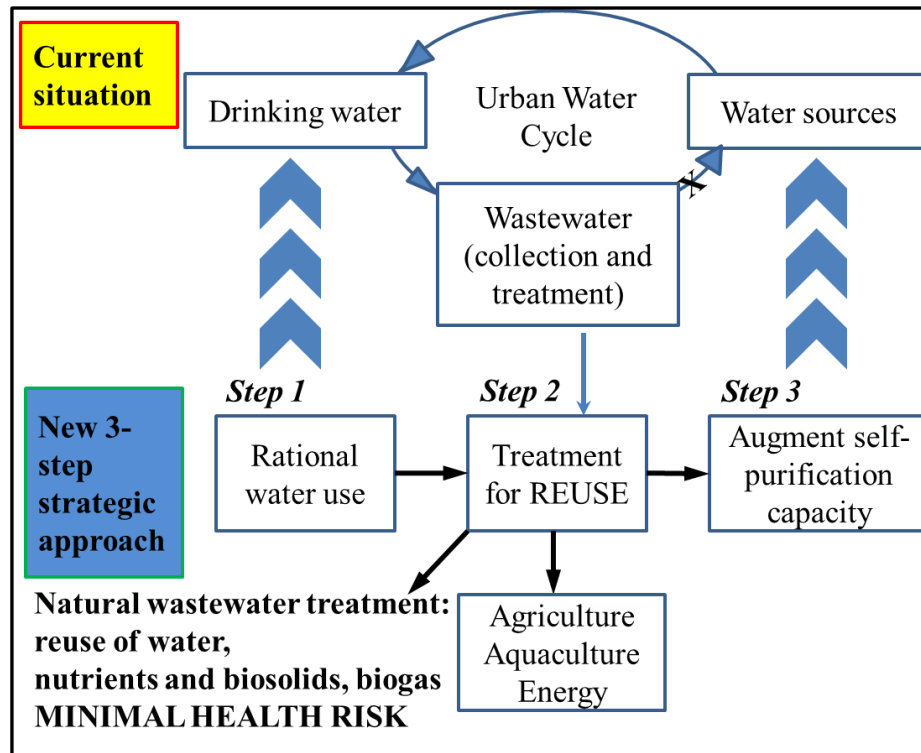 Current
situation
Drinking water
Urban Water
Cycle
Water sources
X
Wastewater
(collection and
treatment)
New 3-
step
strategic
approach
Step 1
Rational
water use
Step 2
Treatment
for REUSE
Step 3
Augment self-
purification
capacity
Natural wastewater treatment:
reuse of water,
nutrients and biosolids, biogas
MINIMAL HEALTH RISK
Agriculture
Aquaculture
Energy